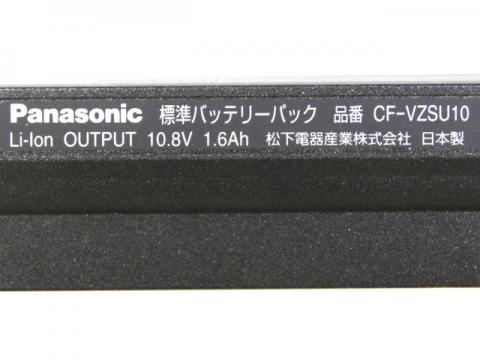 Panasonic 標準バッテリーパック 品番 CF-VZSU10
Li-Ion OUTPUT 10.8V 1.6Ah 松下電器産業株式会社 日本製